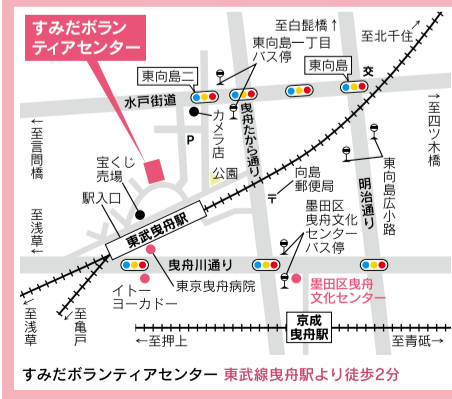 すみだボラン
ティアセンター
至白髭橋↑
至北千住
東向島一丁目
バス停
東向島二
東向島
交
水戸街道
←至言問橋
カメラ店
P
曳舟たから通り
→至四ツ木橋
宝くじ
売場
公園
向島
郵便局
〒
明治通り
東向島広小路
駅入口
東武曳舟駅
墨田区
曳舟文化
センター
バス停
←至浅草
→至浅草
曳舟川通り
イトー
ヨーカドー
東京曳舟病院
墨田区曳舟
文化センター
至浅草
至亀戸
京成
曳舟駅
←至押上
至青砥→
すみだボランティアセンター 東武線曳舟駅より徒歩2分